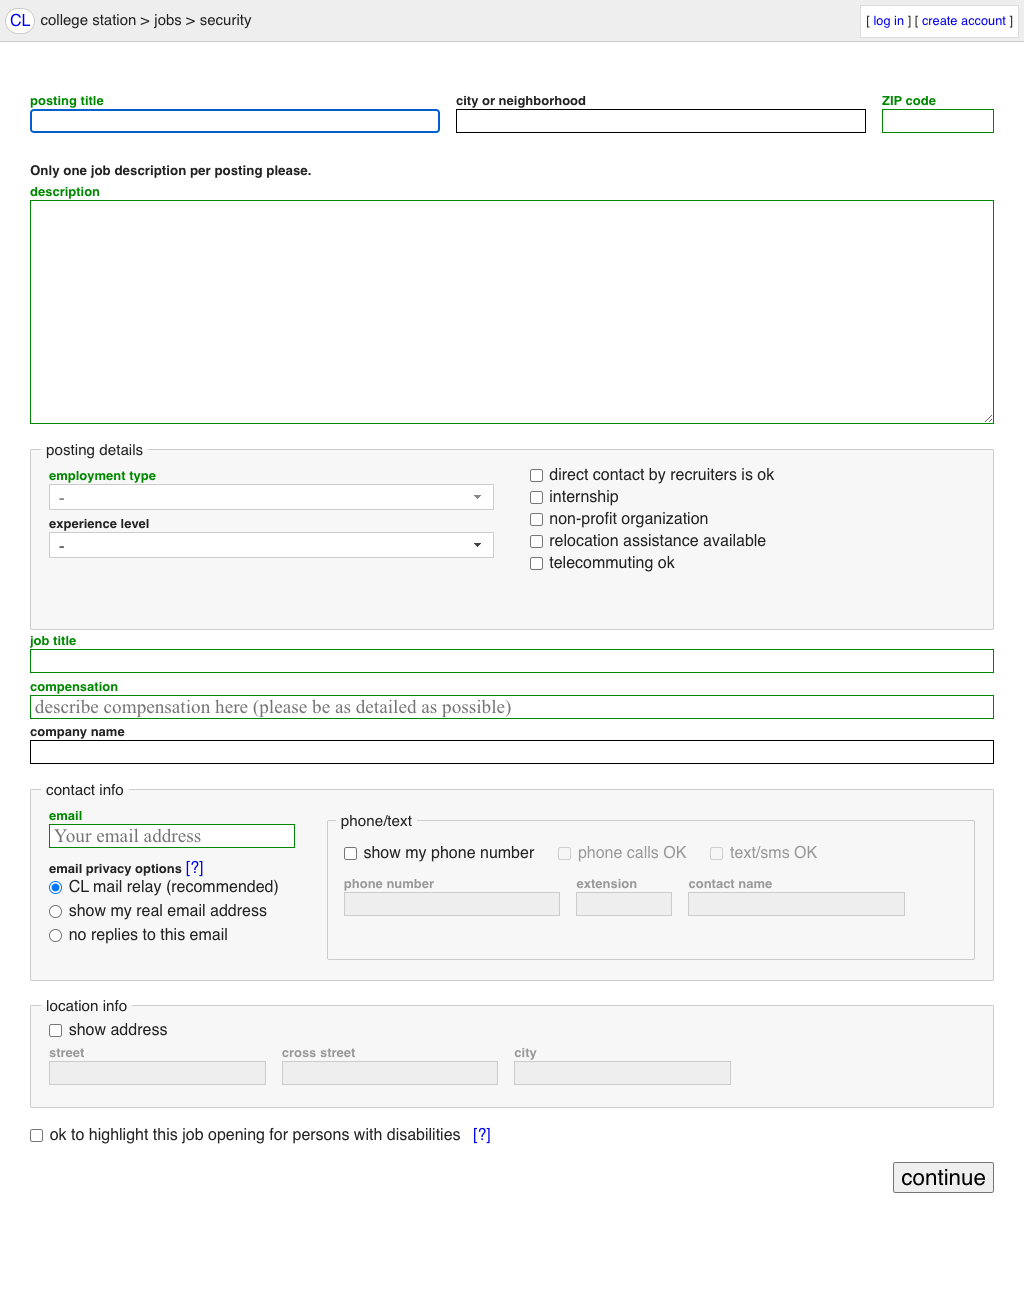 CL college station > jobs > security [ log in ] [ create account ]
posting title city or neighborhood ZIP code
Only one job description per posting please.
description
posting details
employment type
-
experience level
-
direct contact by recruiters is ok
internship
non-profit organization
relocation assistance available
telecommuting ok
job title
compensation
describe compensation here (please be as detailed as possible)
company name
contact info
email
Your email address
email privacy options [?]
CL mail relay (recommended)
show my real email address
no replies to this email
phone/text
show my phone number phone calls OK text/sms OK
phone number extension contact name
location info
show address
street cross street city
ok to highlight this job opening for persons with disabilities [?]
continue